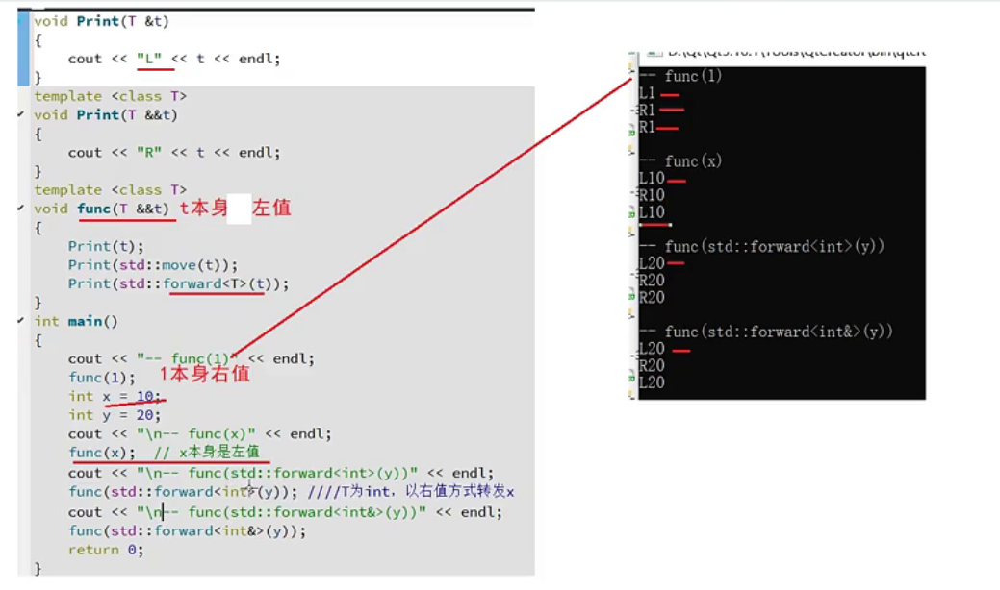 void Print(T &t)
{
cout << "L" << t << endl;
}
template <class T>
void Print(T &&t)
{
cout << "R" << t << endl;
}
template <class T>
void func(T &&t) t本身 左值
{
Print(t);
Print(std::move(t));
Print(std::forward<T>(t));
}
int main()
{
cout << "-- func(1)" << endl;
func(1); 1本身右值
int x = 10;
int y = 20;
cout << "\n-- func(x)" << endl;
func(x); // x本身是左值
cout << "\n-- func(std::forward<int>(y))" << endl;
func(std::forward<int>(y)); ////T为int，以右值方式转发x
cout << "\n-- func(std::forward<int&>(y))" << endl;
func(std::forward<int&>(y));
return 0;
}
-- func(1)
L1
R1
R1
-- func(x)
L10
R10
L10
-- func(std::forward<int>(y))
L20
R20
R20
-- func(std::forward<int&>(y))
L20
R20
L20